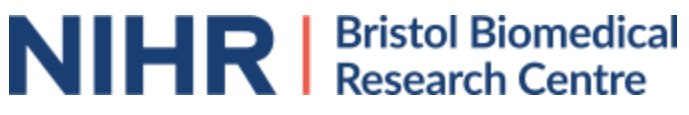 NIHR | Bristol Biomedical
Research Centre